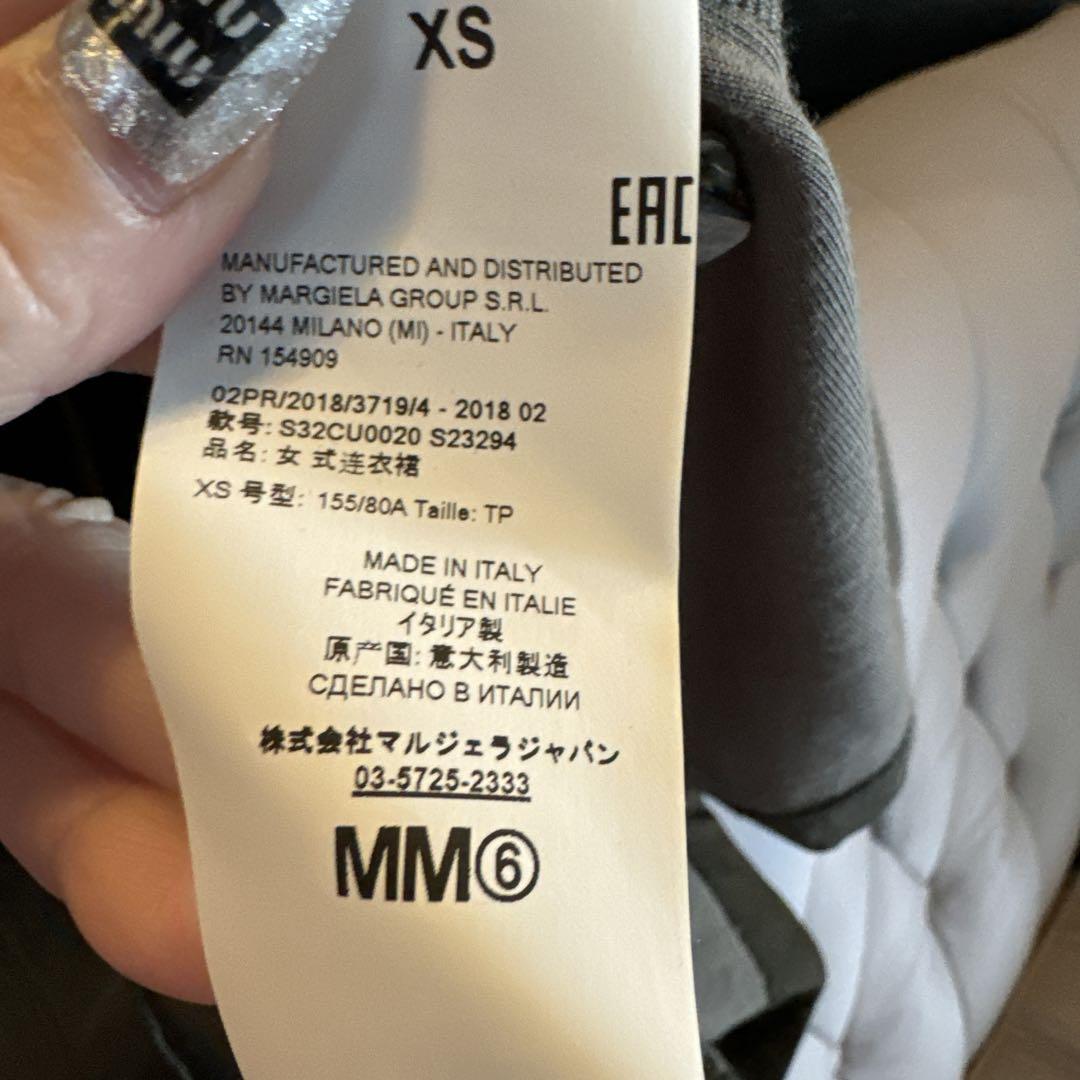 miu
miu
XS
EAC
MANUFACTURED AND DISTRIBUTED
BY MARGIELA GROUP S.R.L.
20144 MILANO (MI) - ITALY
RN 154909
02PR/2018/3719/4 - 2018 02
款号: S32CU0020 S23294
品名: 女 式连衣裙
XS 号型: 155/80A Taille: TP
MADE IN ITALY
FABRIQUÉ EN ITALIE
イタリア製
原产国: 意大利製造
СДЕЛАНО В ИТАЛИИ
株式会社マルジェラジャパン
03-5725-2333
MM⑥